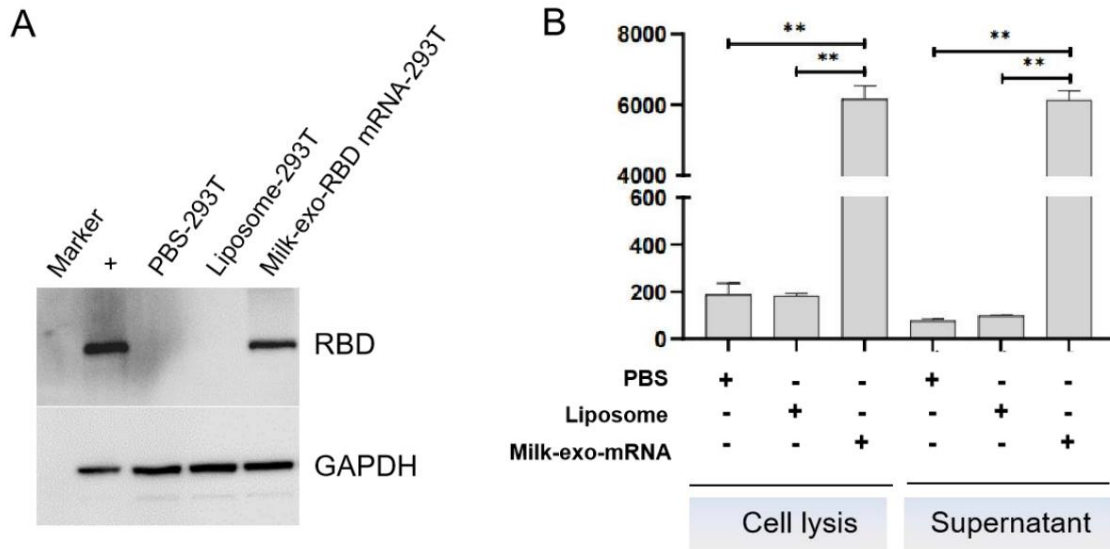 A
Marker
+
PBS-293T
Liposome-293T
Milk-exo-RBD mRNA-293T
RBD
GAPDH
B
8000
6000
4000
600
400
200
0
** **
** **
PBS + - - + - -
Liposome - + - - + -
Milk-exo-mRNA - - + - - +
Cell lysis Supernatant